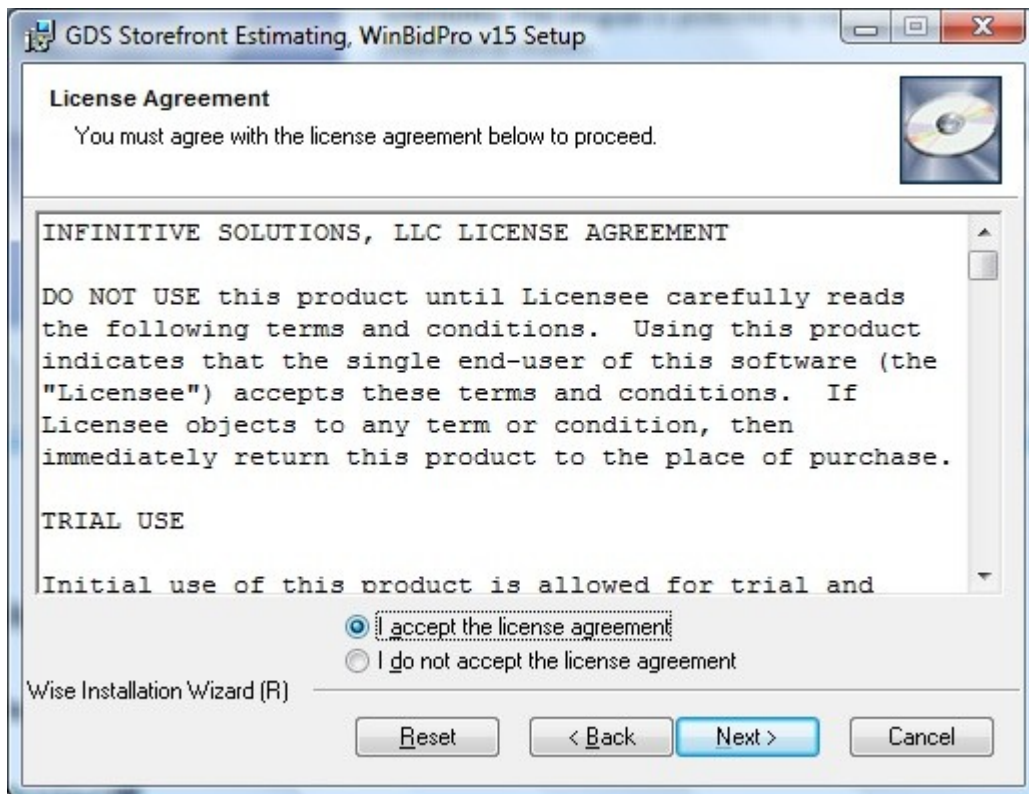 GDS Storefront Estimating, WinBidPro v15 Setup
License Agreement
You must agree with the license agreement below to proceed.
INFINITIVE SOLUTIONS, LLC LICENSE AGREEMENT
DO NOT USE this product until Licensee carefully reads
the following terms and conditions.  Using this product
indicates that the single end-user of this software (the
"Licensee") accepts these terms and conditions.  If
Licensee objects to any term or condition, then
immediately return this product to the place of purchase.
TRIAL USE
Initial use of this product is allowed for trial and
I accept the license agreement
I do not accept the license agreement
Wise Installation Wizard (R)
Reset
< Back
Next >
Cancel